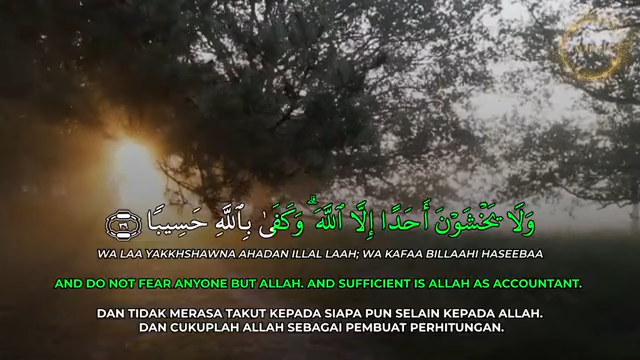 وَلَا يَخْشَوْنَ أَحَدًا إِلَّا ٱللَّهَ ۗ وَكَفَىٰ بِٱللَّهِ حَسِيبًا ٣٩
WA LAA YAKKHSHAWNA AHADAN ILLAL LAAH; WA KAFAA BILLAAHI HASEEBAA
AND DO NOT FEAR ANYONE BUT ALLAH. AND SUFFICIENT IS ALLAH AS ACCOUNTANT.
DAN TIDAK MERASA TAKUT KEPADA SIAPA PUN SELAIN KEPADA ALLAH.
DAN CUKUPLAH ALLAH SEBAGAI PEMBUAT PERHITUNGAN.